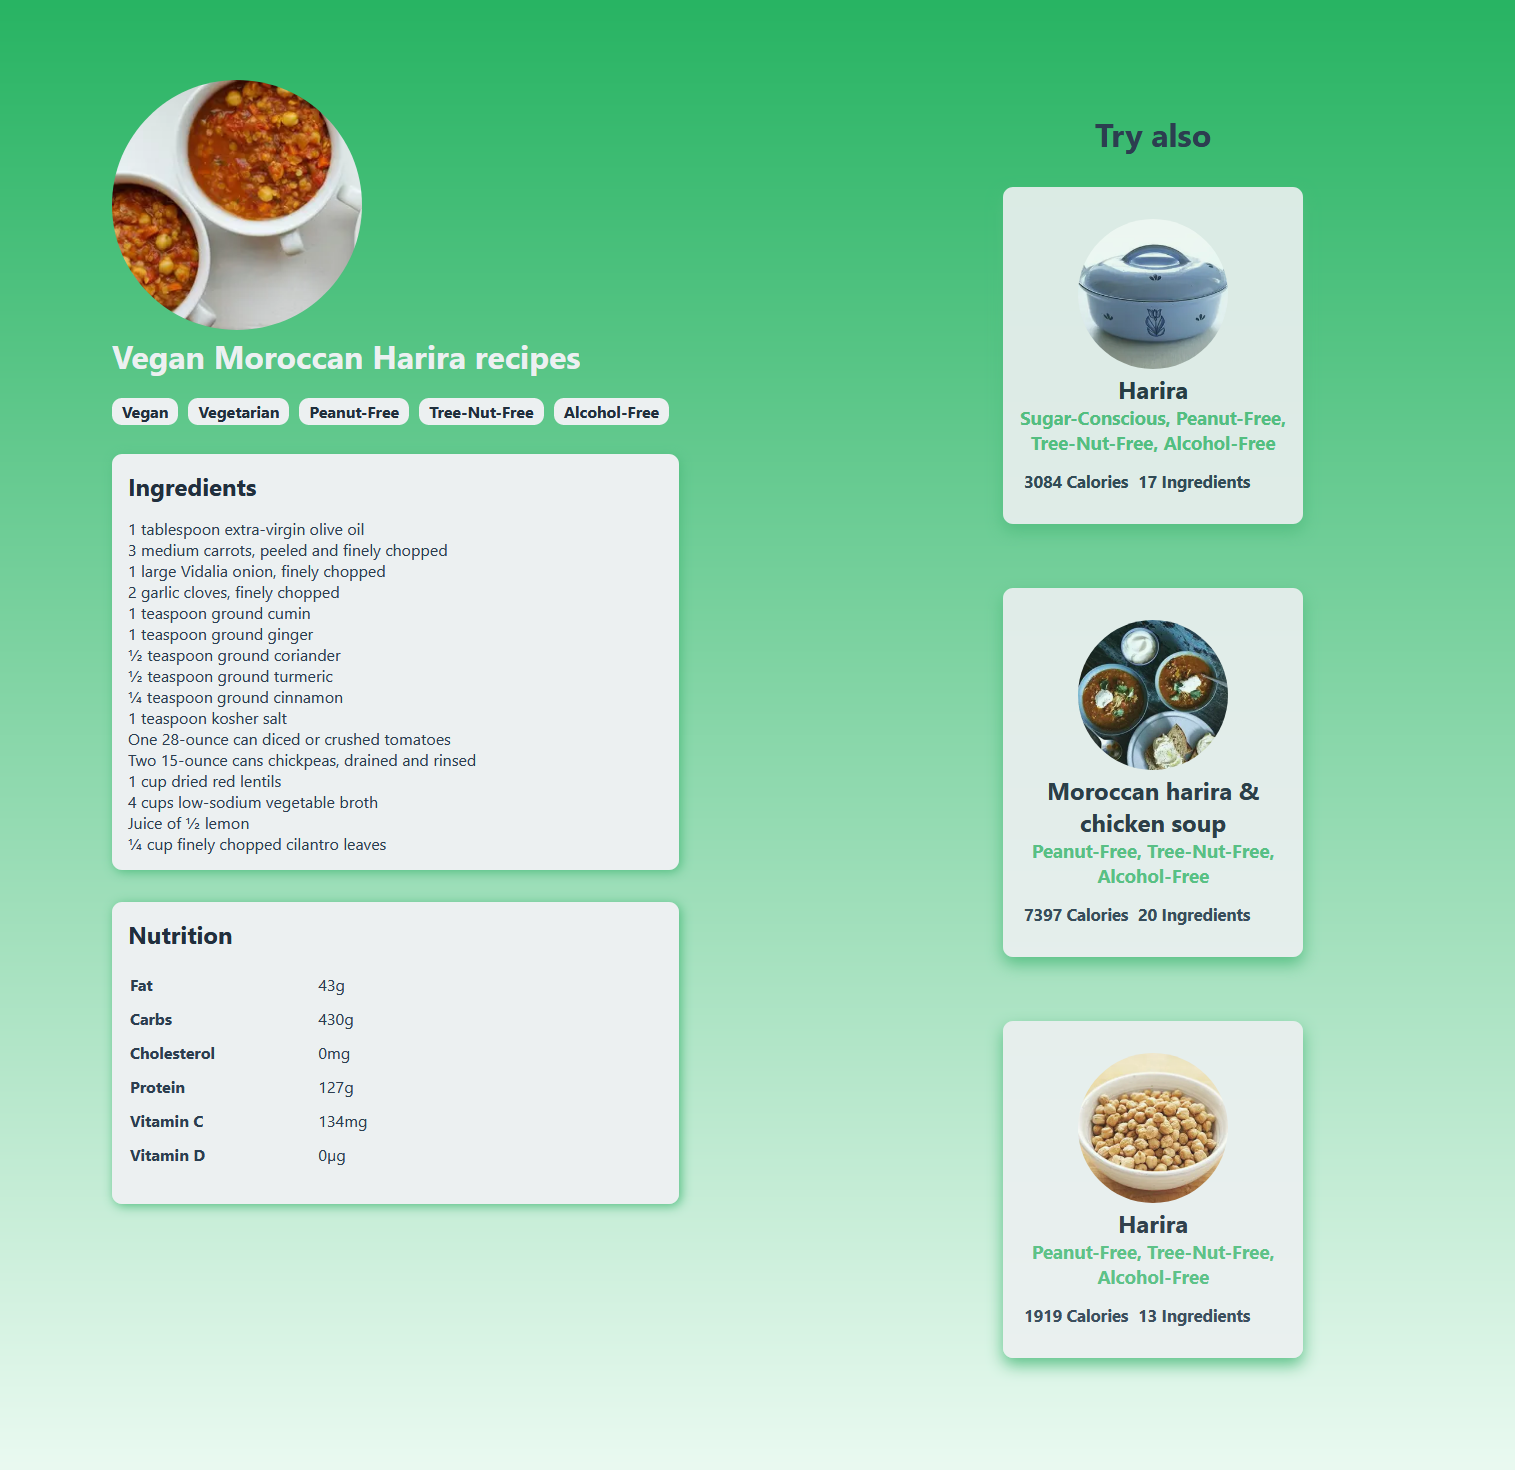 Vegan Moroccan Harira recipes
Vegan Vegetarian Peanut-Free Tree-Nut-Free Alcohol-Free
Ingredients
1 tablespoon extra-virgin olive oil
3 medium carrots, peeled and finely chopped
1 large Vidalia onion, finely chopped
2 garlic cloves, finely chopped
1 teaspoon ground cumin
1 teaspoon ground ginger
½ teaspoon ground coriander
½ teaspoon ground turmeric
¼ teaspoon ground cinnamon
1 teaspoon kosher salt
One 28-ounce can diced or crushed tomatoes
Two 15-ounce cans chickpeas, drained and rinsed
1 cup dried red lentils
4 cups low-sodium vegetable broth
Juice of ½ lemon
¼ cup finely chopped cilantro leaves
Nutrition
Fat 43g
Carbs 430g
Cholesterol 0mg
Protein 127g
Vitamin C 134mg
Vitamin D 0µg
Try also
Harira
Sugar-Conscious, Peanut-Free,
Tree-Nut-Free, Alcohol-Free
3084 Calories 17 Ingredients
Moroccan harira &
chicken soup
Peanut-Free, Tree-Nut-Free,
Alcohol-Free
7397 Calories 20 Ingredients
Harira
Peanut-Free, Tree-Nut-Free,
Alcohol-Free
1919 Calories 13 Ingredients